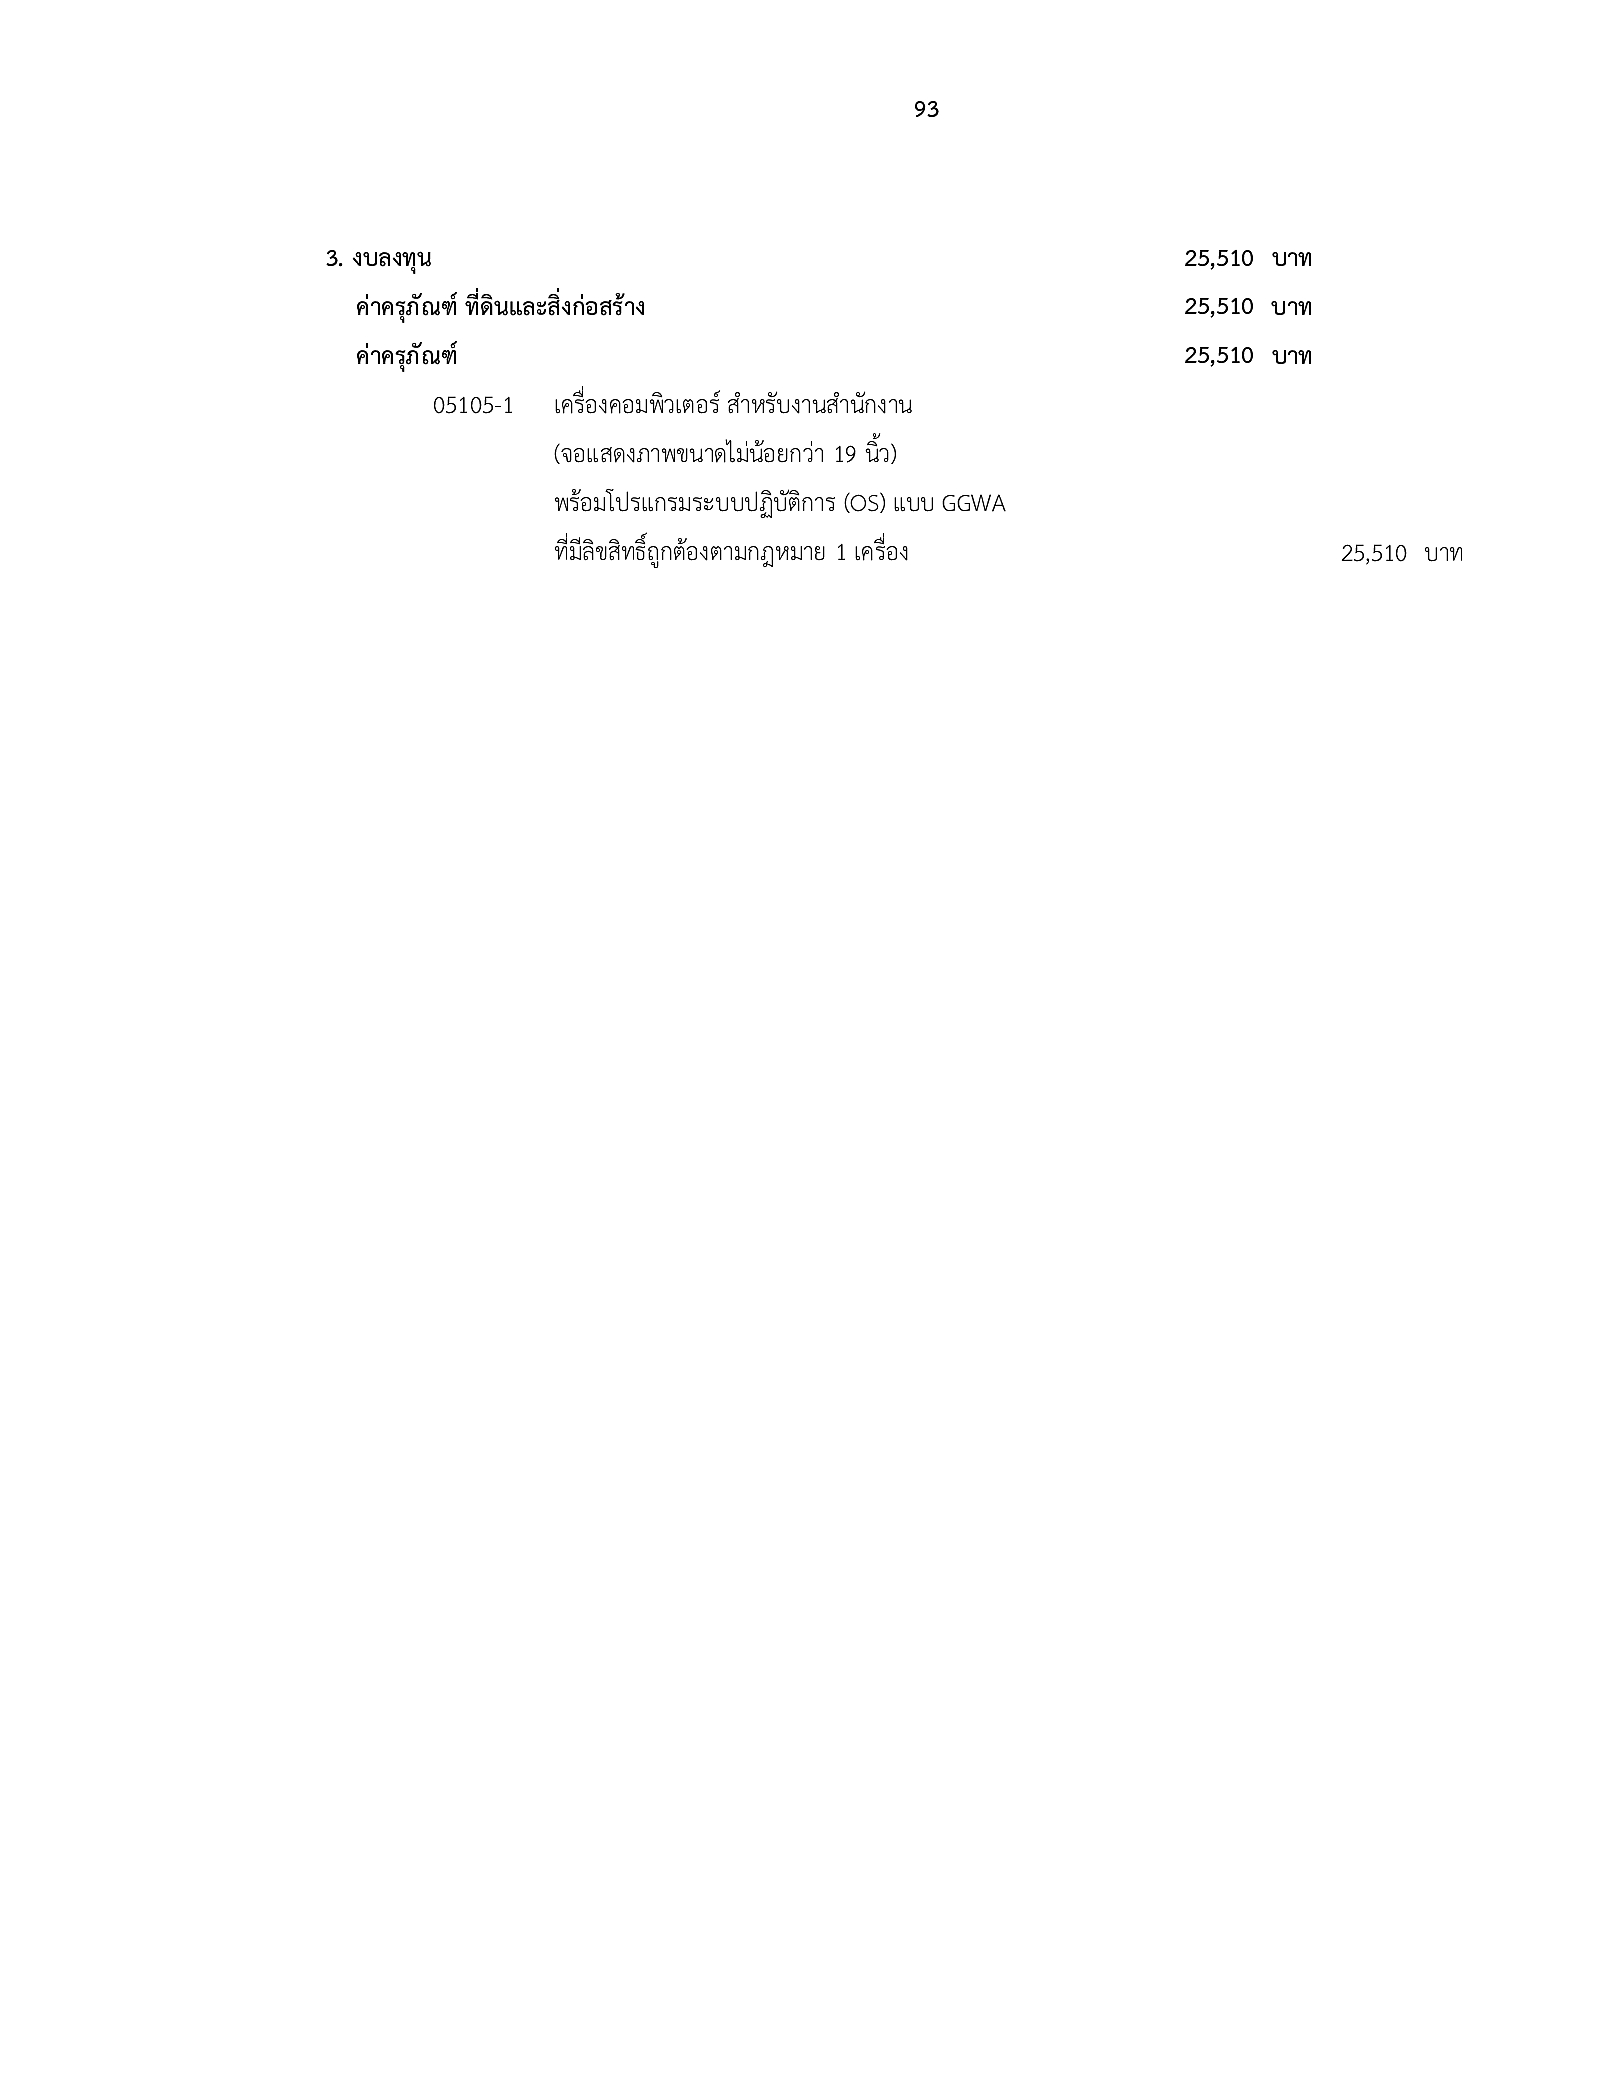 93
3. งบลงทุน 25,510 บาท
ค่าครุภัณฑ์ ที่ดินและสิ่งก่อสร้าง 25,510 บาท
ค่าครุภัณฑ์ 25,510 บาท
05105-1 เครื่องคอมพิวเตอร์ สำหรับงานสำนักงาน
(จอแสดงภาพขนาดไม่น้อยกว่า 19 นิ้ว)
พร้อมโปรแกรมระบบปฏิบัติการ (OS) แบบ GGWA
ที่มีลิขสิทธิ์ถูกต้องตามกฎหมาย 1 เครื่อง 25,510 บาท